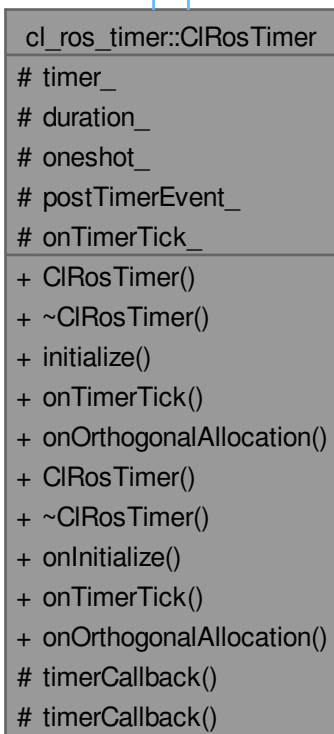 cl_ros_timer::ClRosTimer
# timer_
# duration_
# oneshot_
# postTimerEvent_
# onTimerTick_
+ ClRosTimer()
+ ~ClRosTimer()
+ initialize()
+ onTimerTick()
+ onOrthogonalAllocation()
+ ClRosTimer()
+ ~ClRosTimer()
+ onInitialize()
+ onTimerTick()
+ onOrthogonalAllocation()
# timerCallback()
# timerCallback()